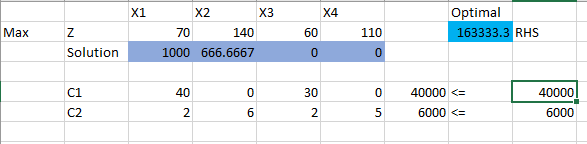 X1 X2 X3 X4 Optimal
Max Z 70 140 60 110 163333.3 RHS
Solution 1000 666.6667 0 0
C1 40 0 30 0 40000 <= 40000
C2 2 6 2 5 6000 <= 6000